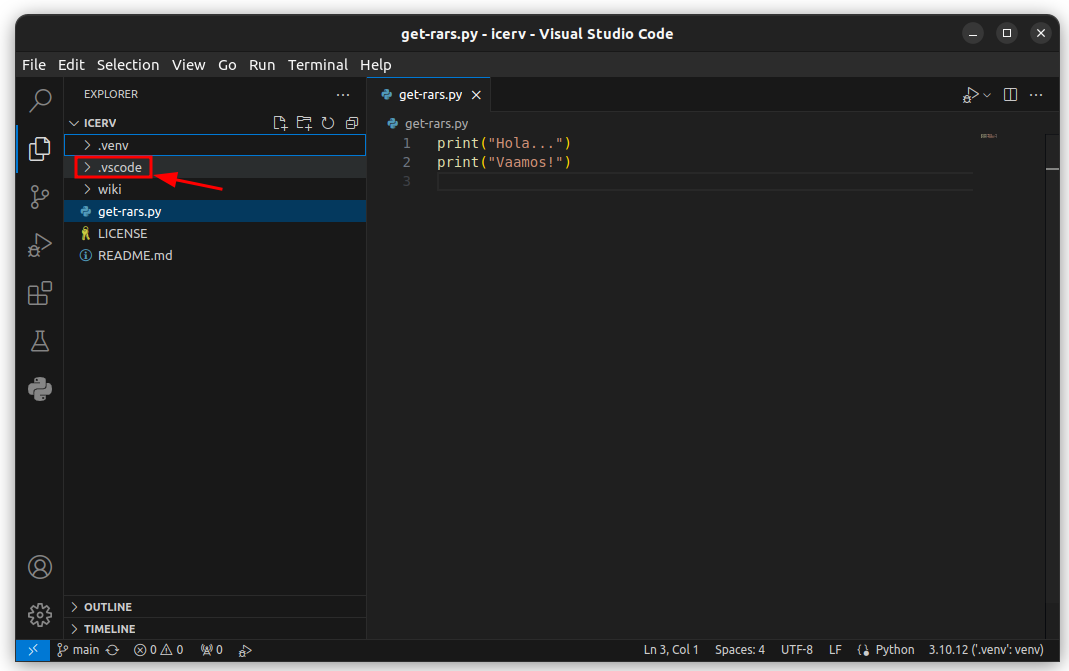 get-rars.py - icerv - Visual Studio Code
File Edit Selection View Go Run Terminal Help
EXPLORER
ICERV
.venv
.vscode
wiki
get-rars.py
LICENSE
README.md
OUTLINE
TIMELINE
get-rars.py
get-rars.py
1 print("Hola...")
2 print("Vaamos!")
3
main 0 0 0 Ln 3, Col 1 Spaces: 4 UTF-8 LF Python 3.10.12 ('.venv': venv)